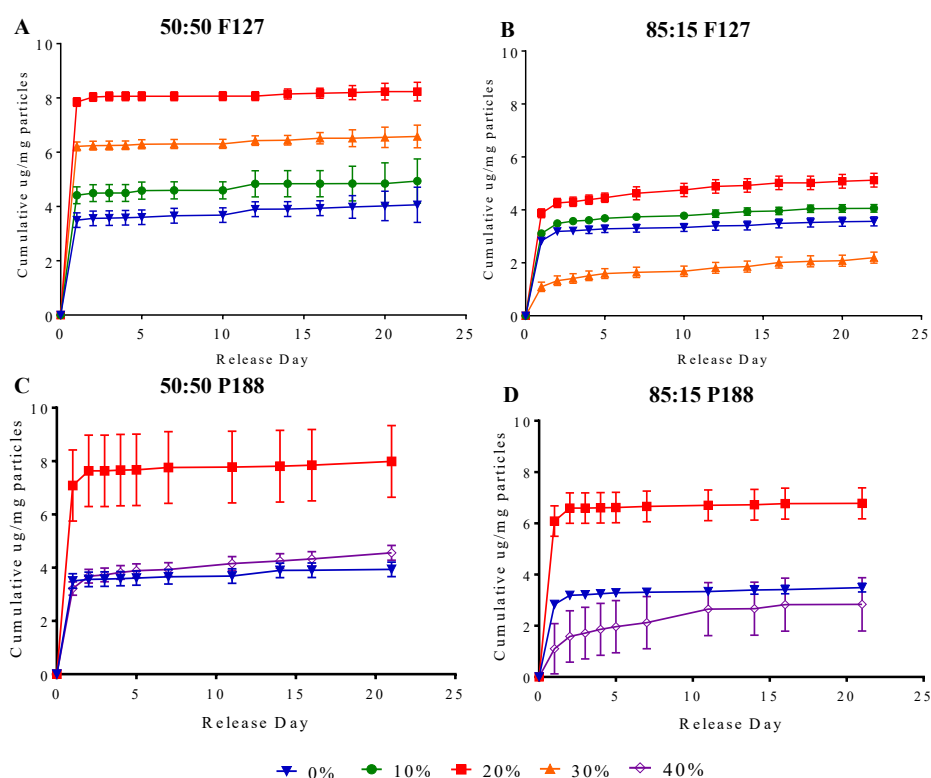 A
50:50 F127
Cumulative ug/mg particles
10
8
6
4
2
0
0 5 10 15 20 25
Release Day
B
85:15 F127
Cumulative ug/mg particles
10
8
6
4
2
0
0 5 10 15 20 25
Release Day
C
50:50 P188
Cumulative ug/mg particles
10
8
6
4
2
0
0 5 10 15 20 25
Release Day
D
85:15 P188
Cumulative ug/mg particles
10
8
6
4
2
0
0 5 10 15 20 25
Release Day
0% 10% 20% 30% 40%